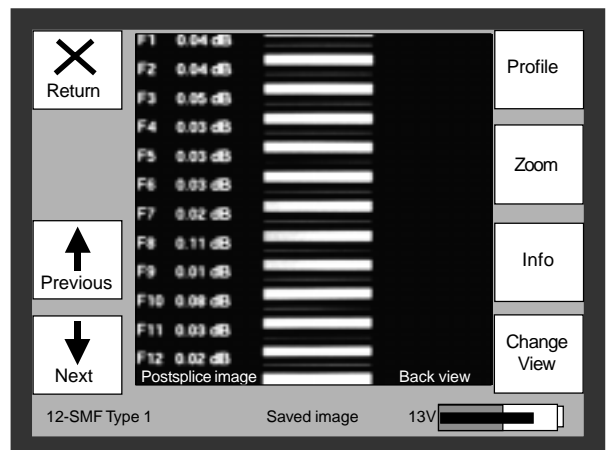 Return
Previous
Next
F1 0.04 dB
F2 0.04 dB
F3 0.05 dB
F4 0.03 dB
F5 0.03 dB
F6 0.03 dB
F7 0.02 dB
F8 0.11 dB
F9 0.01 dB
F10 0.08 dB
F11 0.03 dB
F12 0.02 dB
Postsplice image Back view
Profile
Zoom
Info
Change
View
12-SMF Type 1 Saved image 13V